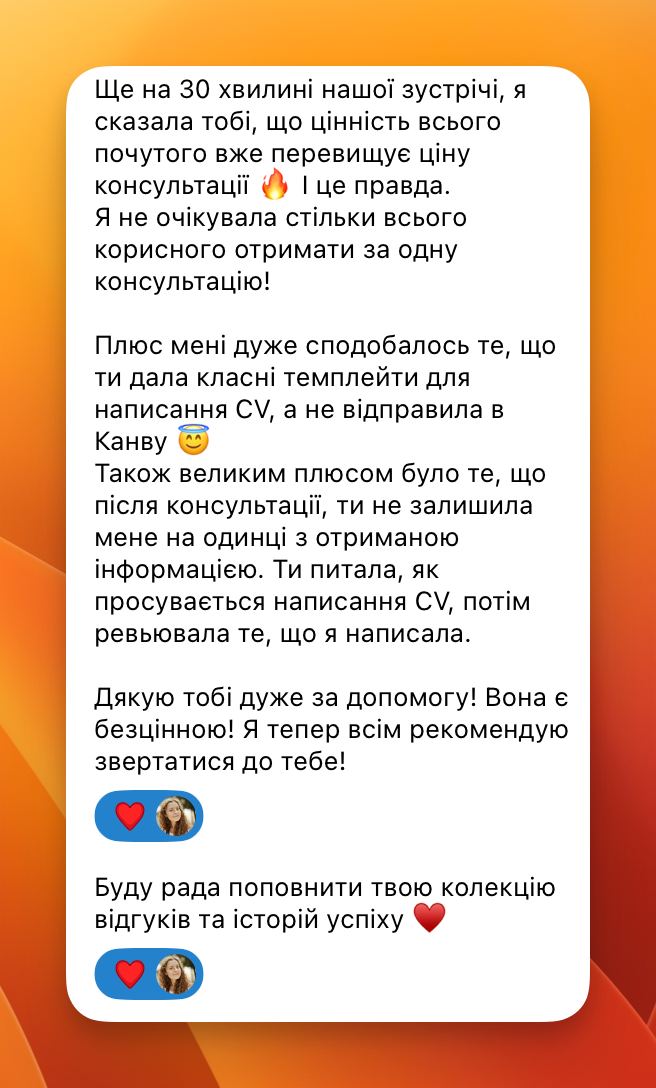 Ще на 30 хвилині нашої зустрічі, я
сказала тобі, що цінність всього
почутого вже перевищує ціну
консультації 🔥 І це правда.
Я не очікувала стільки всього
корисного отримати за одну
консультацію!
Плюс мені дуже сподобалось те, що
ти дала класні темплейти для
написання CV, а не відправила в
Канву 😇
Також великим плюсом було те, що
після консультації, ти не залишила
мене на одинці з отриманою
інформацією. Ти питала, як
просувається написання CV, потім
ревьювала те, що я написала.
Дякую тобі дуже за допомогу! Вона є
безцінною! Я тепер всім рекомендую
звертатися до тебе!
Буду рада поповнити твою колекцію
відгуків та історій успіху ♥️